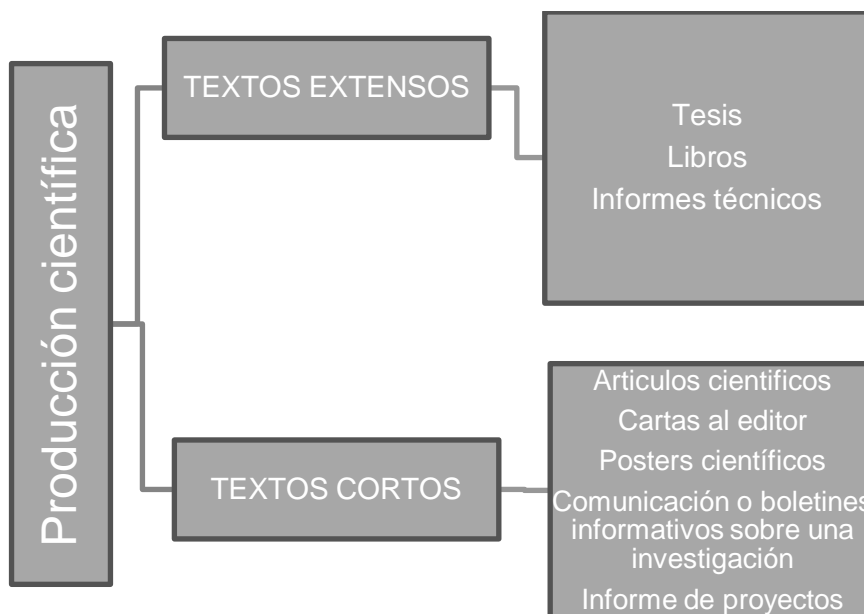 Producción científica
TEXTOS EXTENSOS
Tesis
Libros
Informes técnicos
TEXTOS CORTOS
Articulos cientificos
Cartas al editor
Posters científicos
Comunicación o boletines
informativos sobre una
investigación
Informe de proyectos